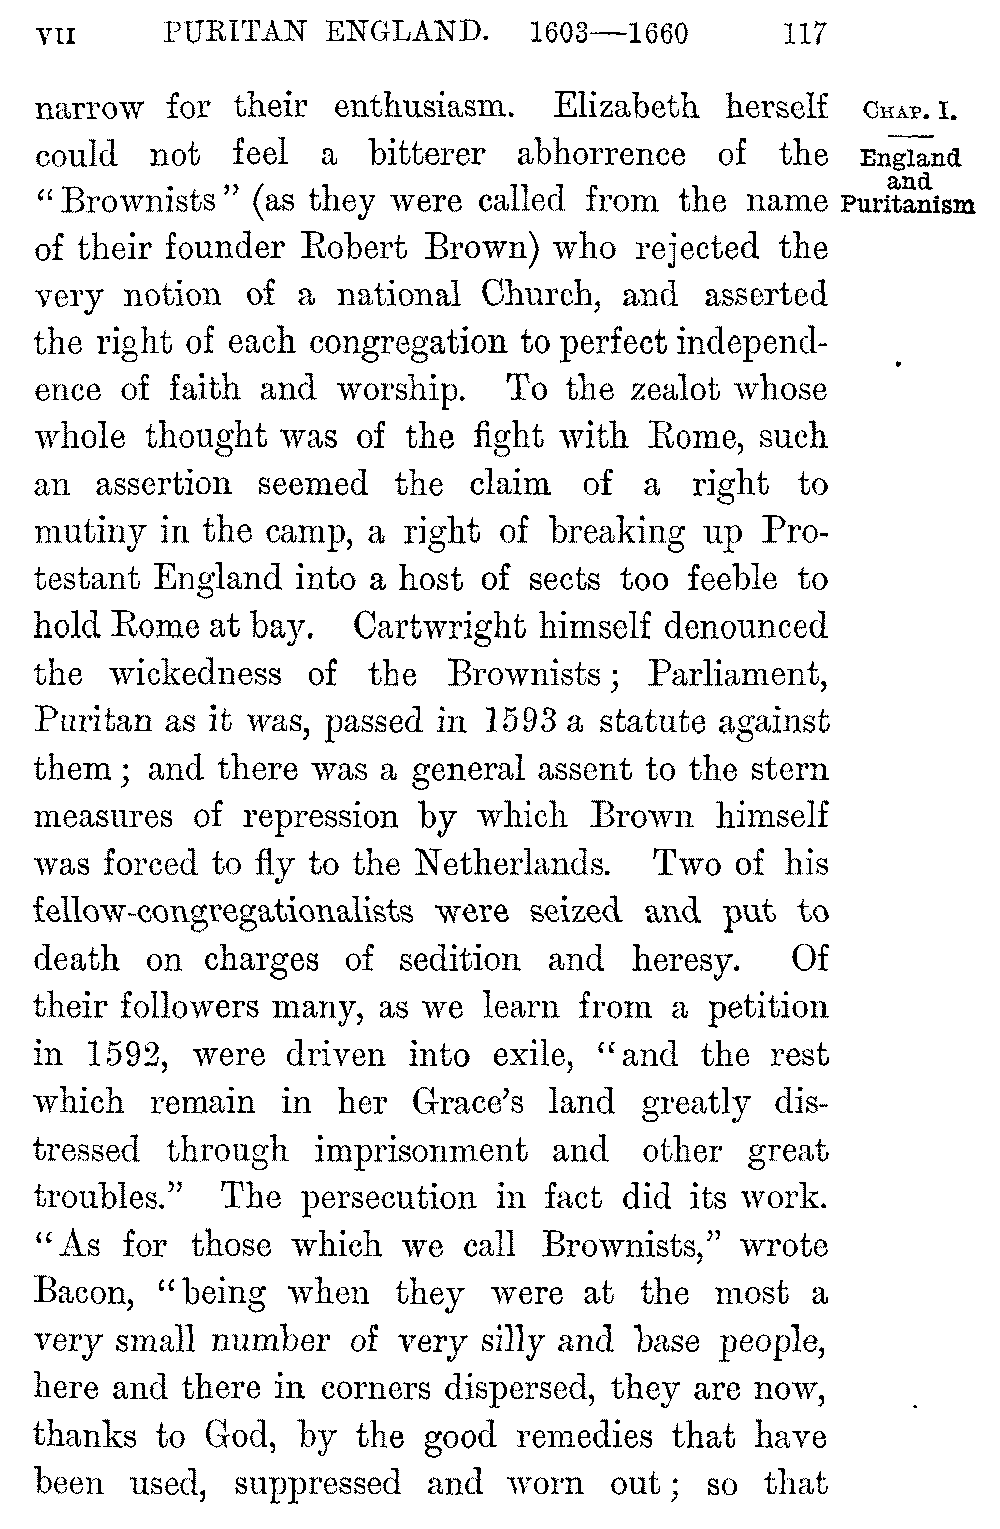 VII PURITAN ENGLAND. 1603—1660 117
CHAP. I.
England
and
Puritanism
narrow for their enthusiasm. Elizabeth herself
could not feel a bitterer abhorrence of the
“Brownists” (as they were called from the name
of their founder Robert Brown) who rejected the
very notion of a national Church, and asserted
the right of each congregation to perfect independ-
ence of faith and worship. To the zealot whose
whole thought was of the fight with Rome, such
an assertion seemed the claim of a right to
mutiny in the camp, a right of breaking up Pro-
testant England into a host of sects too feeble to
hold Rome at bay. Cartwright himself denounced
the wickedness of the Brownists; Parliament,
Puritan as it was, passed in 1593 a statute against
them; and there was a general assent to the stern
measures of repression by which Brown himself
was forced to fly to the Netherlands. Two of his
fellow-congregationalists were seized and put to
death on charges of sedition and heresy. Of
their followers many, as we learn from a petition
in 1592, were driven into exile, “and the rest
which remain in her Grace’s land greatly dis-
tressed through imprisonment and other great
troubles.” The persecution in fact did its work.
“As for those which we call Brownists,” wrote
Bacon, “being when they were at the most a
very small number of very silly and base people,
here and there in corners dispersed, they are now,
thanks to God, by the good remedies that have
been used, suppressed and worn out; so that